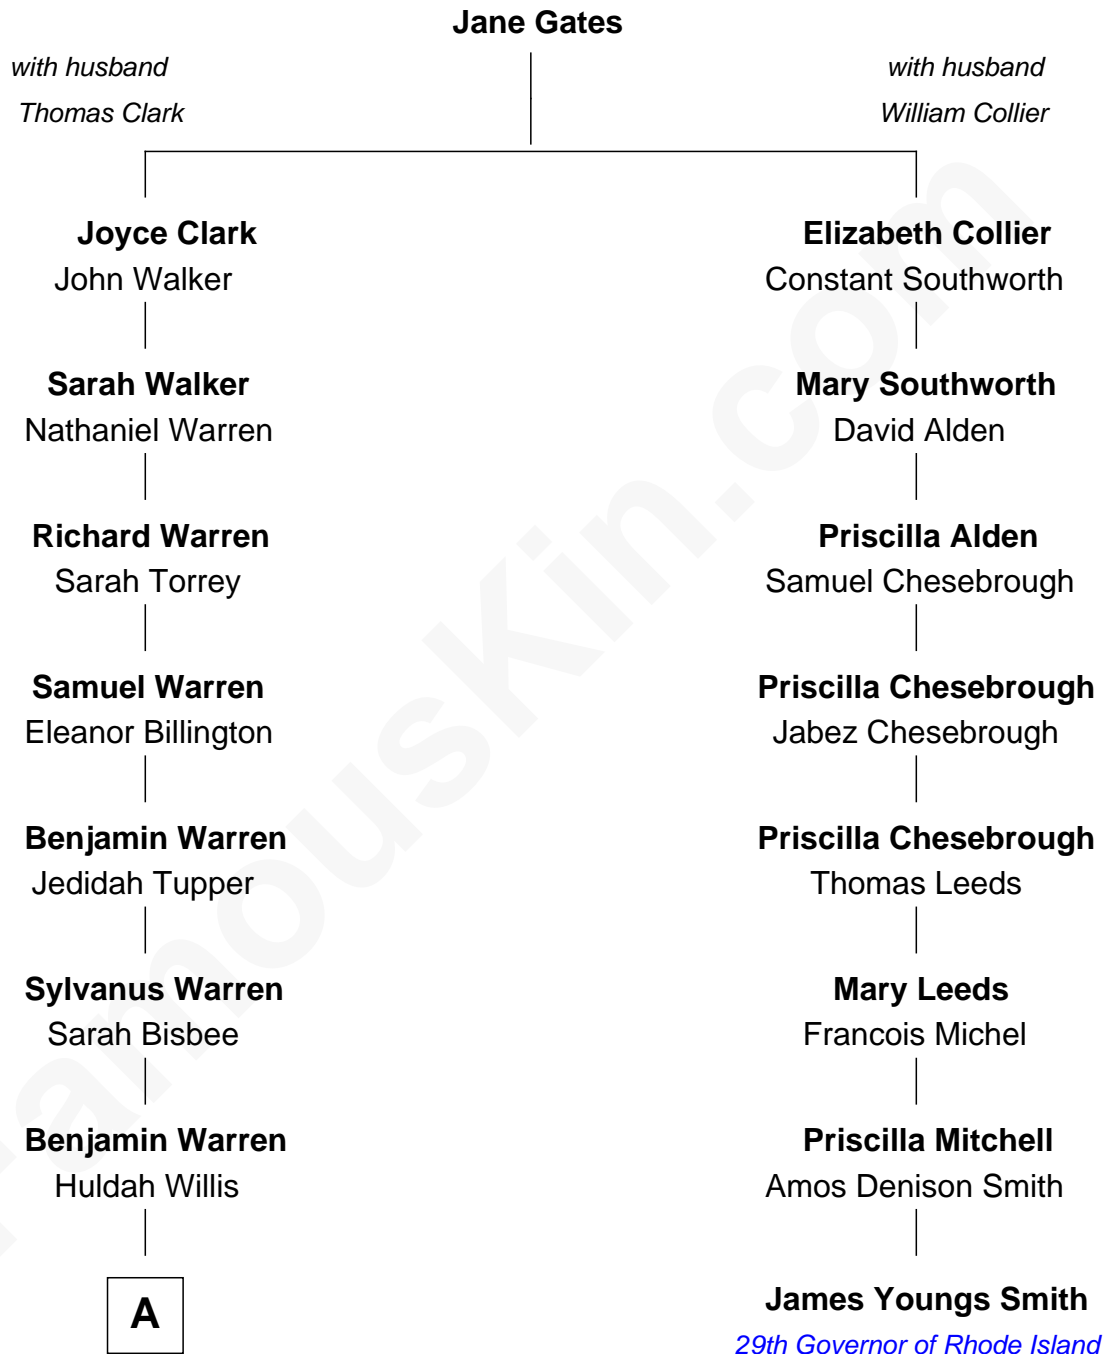 Jane Gates
with husband
Thomas Clark
with husband
William Collier
Joyce Clark
John Walker
Elizabeth Collier
Constant Southworth
Sarah Walker
Nathaniel Warren
Mary Southworth
David Alden
Richard Warren
Sarah Torrey
Priscilla Alden
Samuel Chesebrough
Samuel Warren
Eleanor Billington
Priscilla Chesebrough
Jabez Chesebrough
Benjamin Warren
Jedidah Tupper
Priscilla Chesebrough
Thomas Leeds
Sylvanus Warren
Sarah Bisbee
Mary Leeds
Francois Michel
Benjamin Warren
Huldah Willis
Priscilla Mitchell
Amos Denison Smith
A
James Youngs Smith
29th Governor of Rhode Island
FamousKin.com